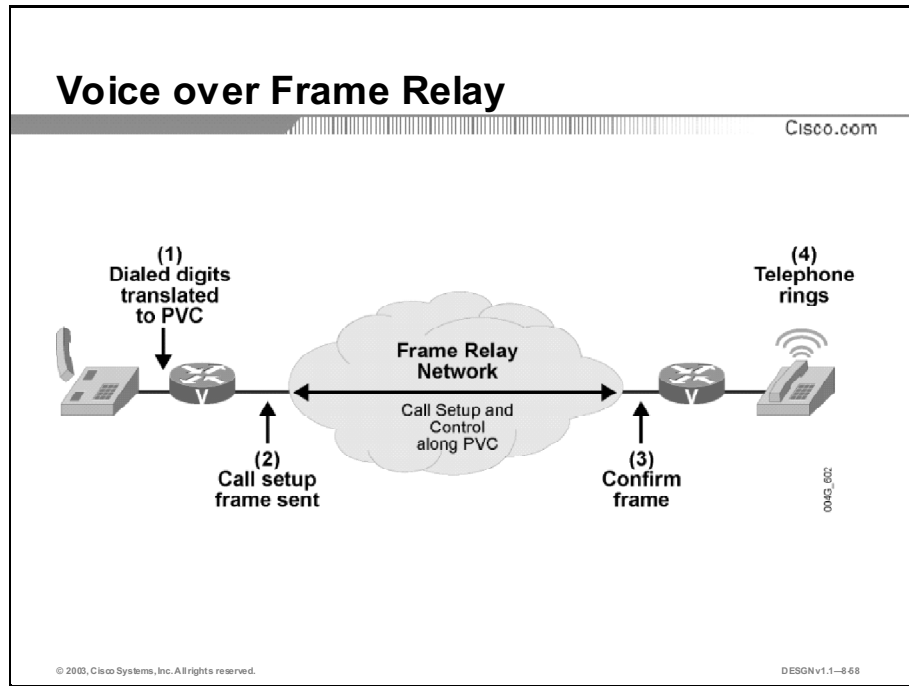 Voice over Frame Relay
Cisco.com
(1)
Dialed digits
translated
to PVC
(4)
Telephone
rings
Frame Relay
Network
Call Setup and
Control
along PVC
V
V
(2)
Call setup
frame sent
(3)
Confirm
frame
004G_602
© 2003, Cisco Systems, Inc. All rights reserved.
DESGN v1.1—8-68